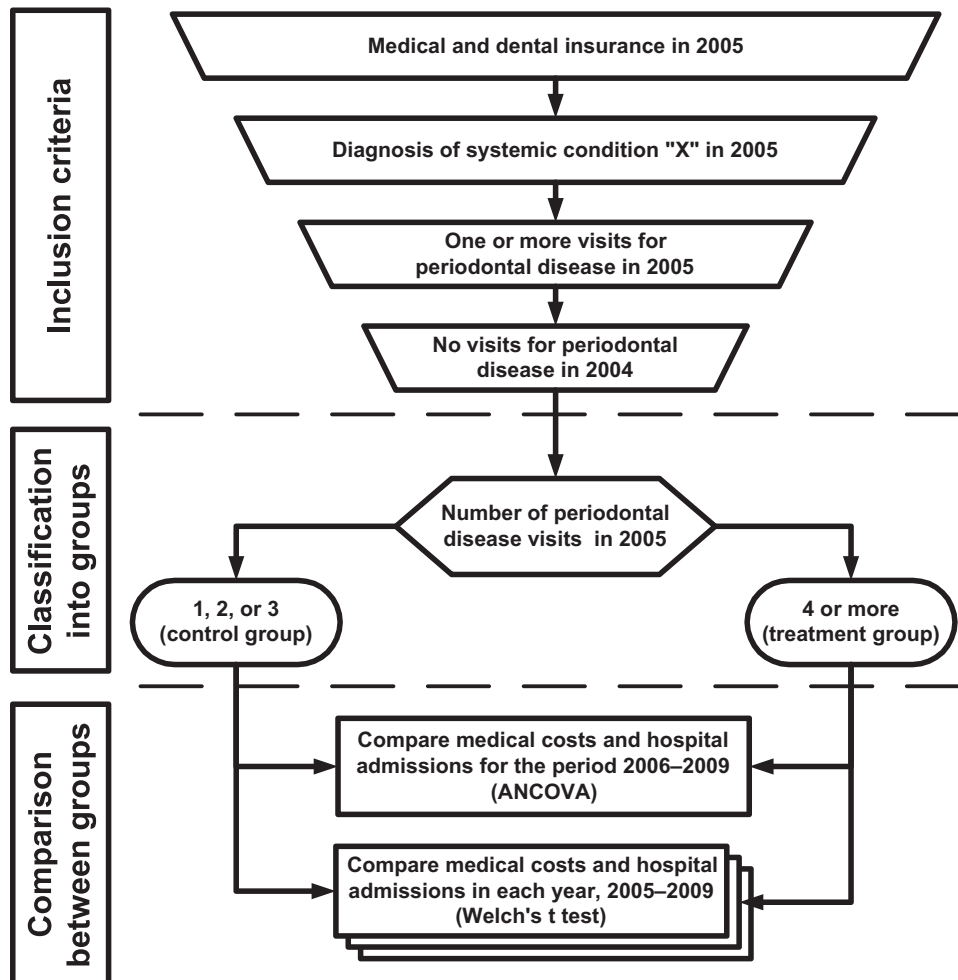 Inclusion criteria
Medical and dental insurance in 2005
Diagnosis of systemic condition "X" in 2005
One or more visits for
periodontal disease in 2005
No visits for periodontal
disease in 2004
Classification
into groups
Number of periodontal
disease visits in 2005
1, 2, or 3
(control group)
4 or more
(treatment group)
Comparison
between groups
Compare medical costs and hospital
admissions for the period 2006–2009
(ANCOVA)
Compare medical costs and hospital
admissions in each year, 2005–2009
(Welch's t test)